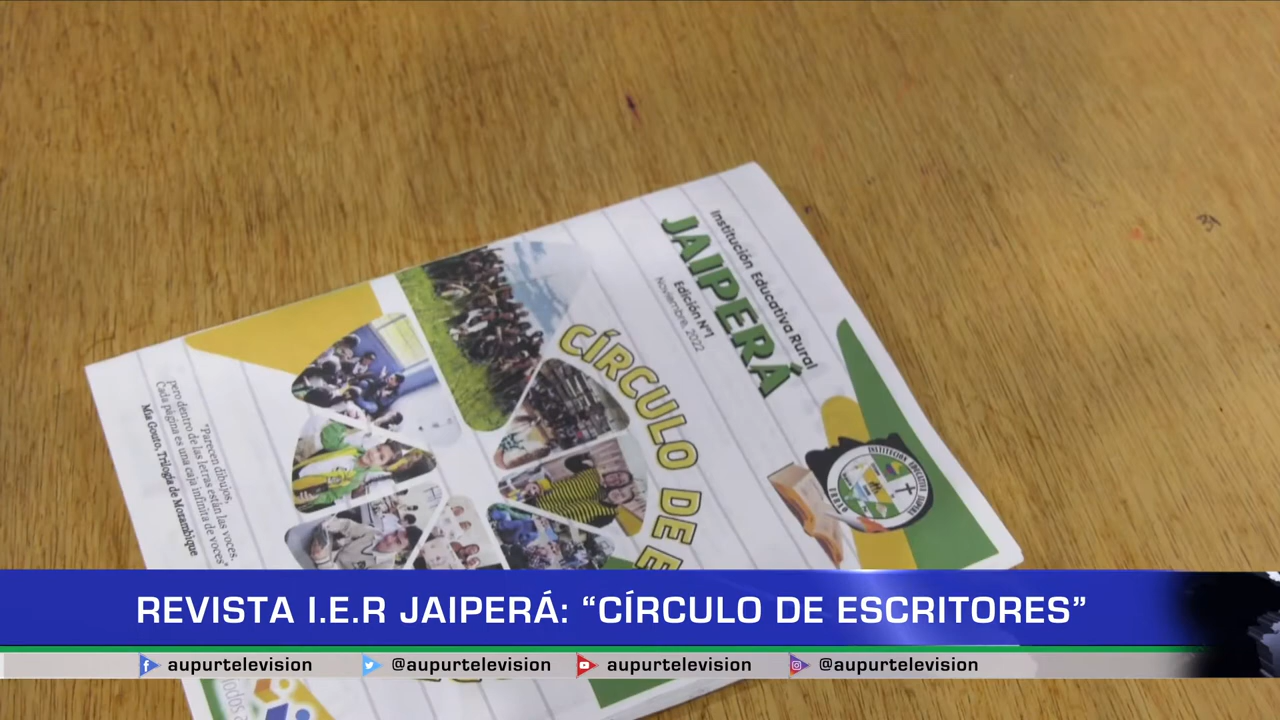 Institución Educativa Rural
JAIPERÁ
Edición N°1
Noviembre, 2022
CÍRCULO DE E
"Parecen dibujos,
pero dentro de las letras están las voces.
Cada página es una caja infinita de voces"
Mia Couto, Trilogía de Mozambique
INSTITUCIÓN EDUCATIVA
REVISTA I.E.R JAIPERÁ: “CÍRCULO DE ESCRITORES”
aupurtelevision @aupurtelevision aupurtelevision @aupurtelevision